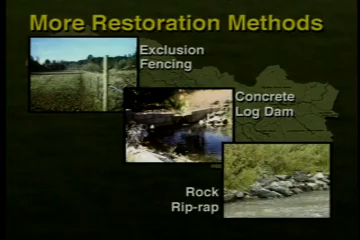 More Restoration Methods
Exclusion
Fencing
Concrete
Log Dam
Rock
Rip-rap